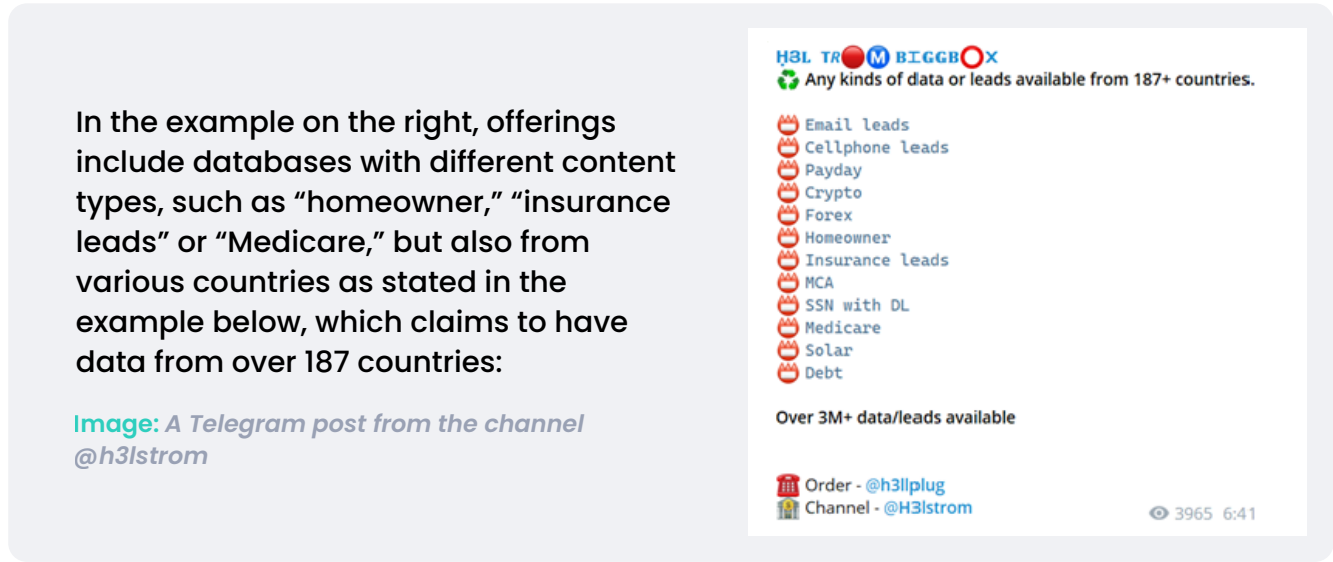 In the example on the right, offerings
include databases with different content
types, such as “homeowner,” “insurance
leads” or “Medicare,” but also from
various countries as stated in the
example below, which claims to have
data from over 187 countries:
Image: A Telegram post from the channel
@h3lstrom
ḤƷL TR🔴Ⓜ️ BIGGB⭕X
♻️ Any kinds of data or leads available from 187+ countries.
📛 Email leads
📛 Cellphone leads
📛 Payday
📛 Crypto
📛 Forex
📛 Homeowner
📛 Insurance leads
📛 MCA
📛 SSN with DL
📛 Medicare
📛 Solar
📛 Debt
Over 3M+ data/leads available
☎️ Order - @h3llplug
🏦 Channel - @H3lstrom
3965 6:41